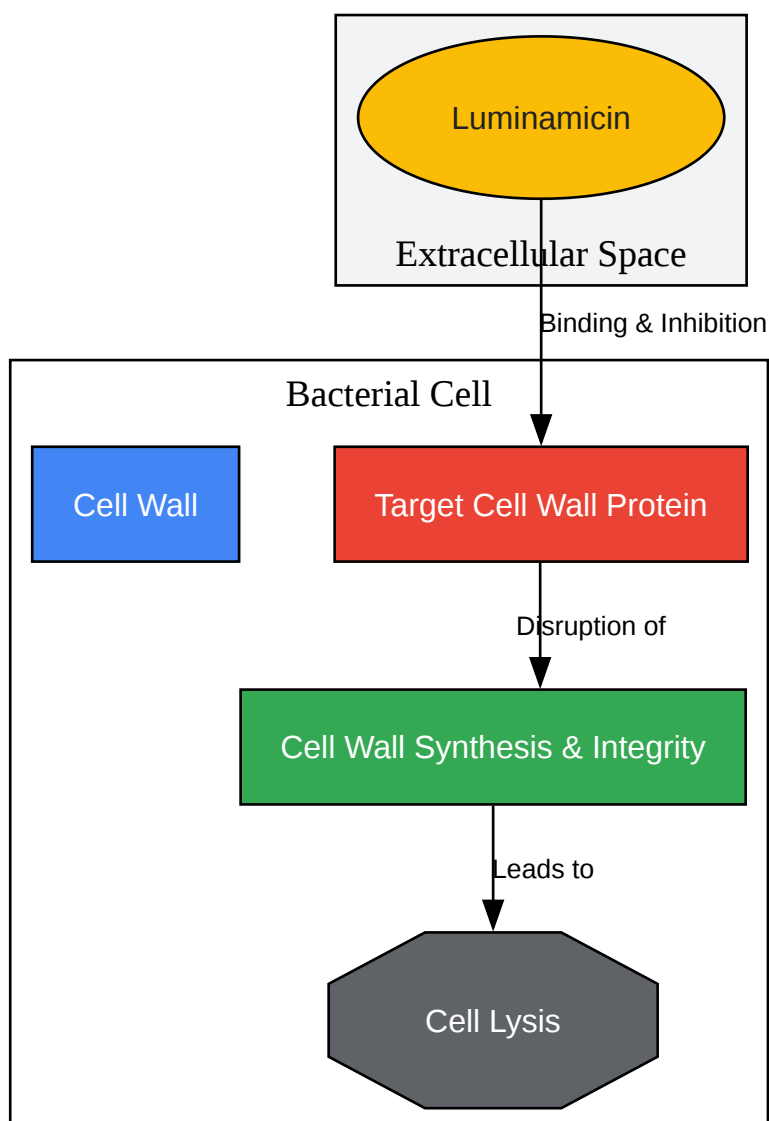 Luminamicin
Extracellular Space
Binding & Inhibition
Bacterial Cell
Cell Wall
Target Cell Wall Protein
Disruption of
Cell Wall Synthesis & Integrity
Leads to
Cell Lysis